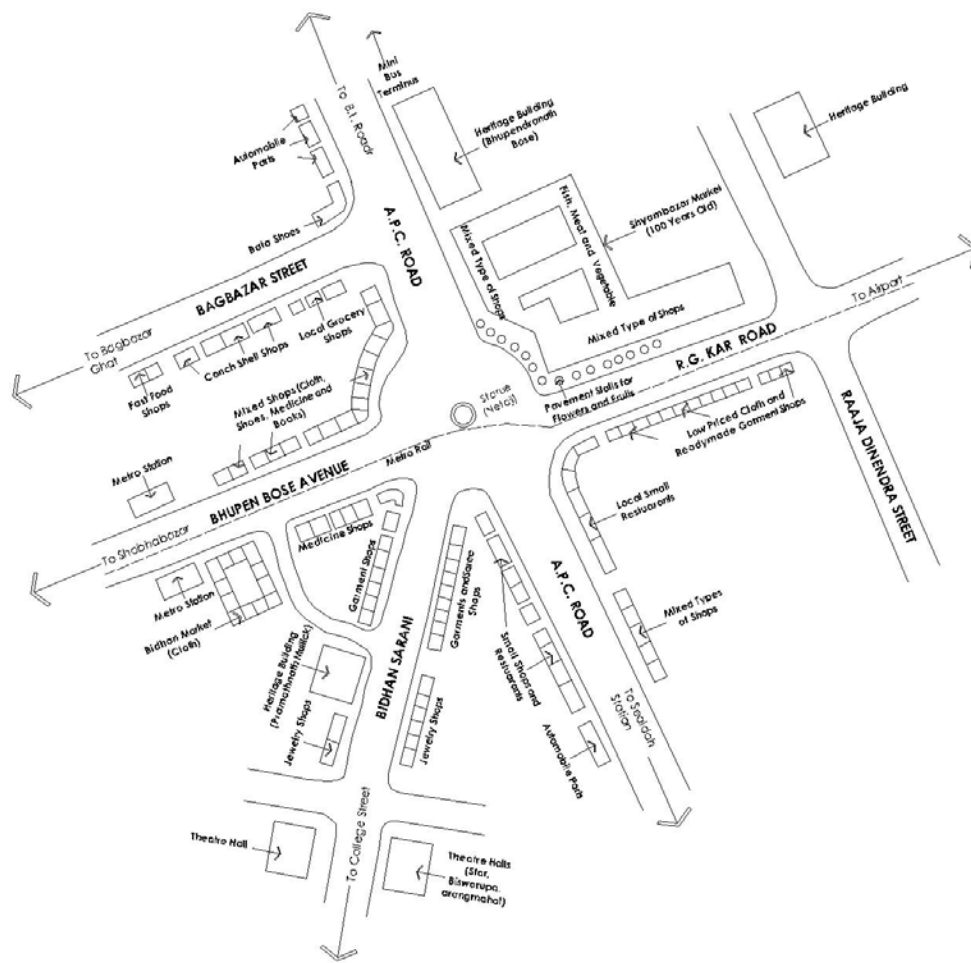 Mini
Bus
Terminus
To B.T. Roadr
Heritage Building
(Bhupendranath
Bose)
Heritage Building
Automobile
Parts
Bata Shoes
A.P.C. ROAD
Mixed Type of Shops
Fish, Meat and Vegetable
Shyambazar Market
(100 Years Old)
Mixed Type of Shops
BAGBAZAR STREET
To Bagbazar
Ghat
Fast Food
Shops
Conch Shell Shops
Local Grocery
Shops
To Airport
R.G. KAR ROAD
Mixed Shops (Cloth,
Shoes, Medicine and
Books)
Statue
(Netaji)
Pavement Stalls for
Flowers and Fruits
Metro Rail
Low Priced Cloth and
Readymade Garment Shops
RAAJA DINENDRA STREET
Metro Station
BHUPEN BOSE AVENUE
To Shobhabazar
Medicine Shops
Garment Shops
Local Small
Restuarants
Metro Station
Bidhan Market
(Cloth)
Garments and Saree
Shops
A.P.C. ROAD
Mixed Types
of Shops
Small Shops and
Restuarants
BIDHAN SARANI
Heritage Building
(Pramathnath Mullick)
Jewelry Shops
Jewelry Shops
Automobile Parts
To Sealdah
Station
Theatre Hall
To College Street
Theatre Halls
(Star,
Biswarupa,
arangmahal)